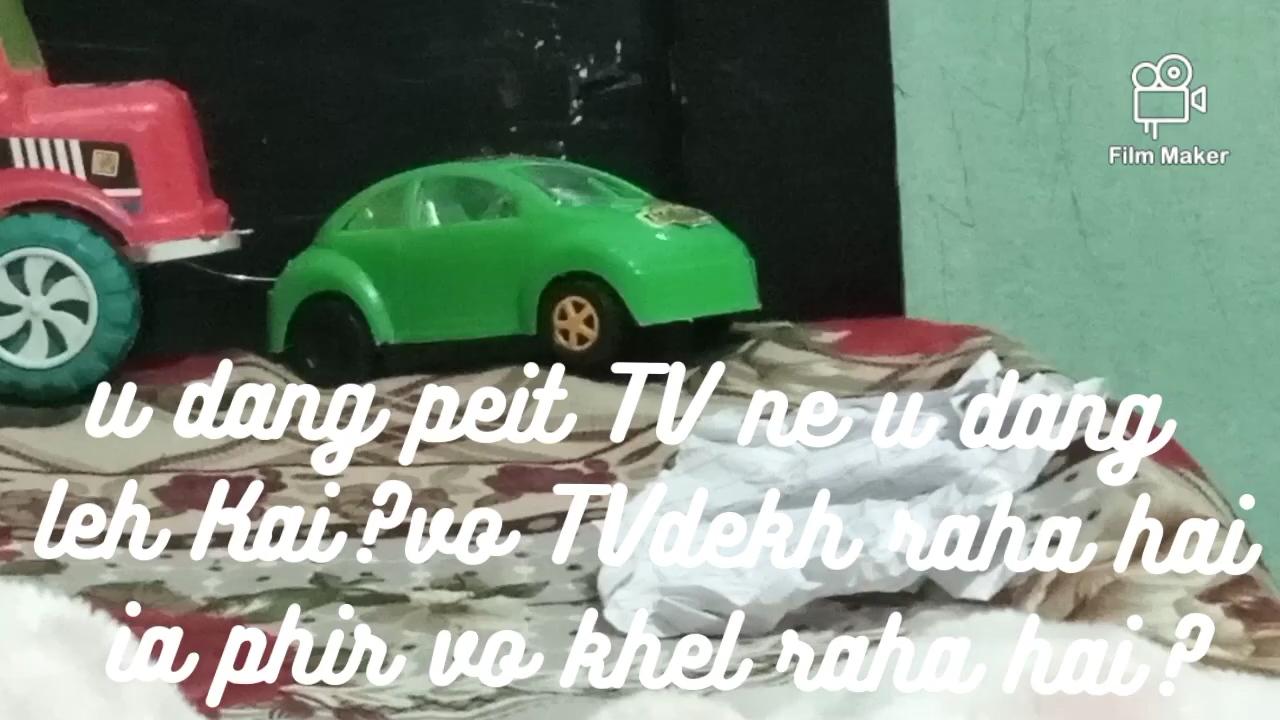 Film Maker
u dang peit TV ne u dang
leh Kai ?vo TVdekh raha hai
ia phir vo khel raha hai ?